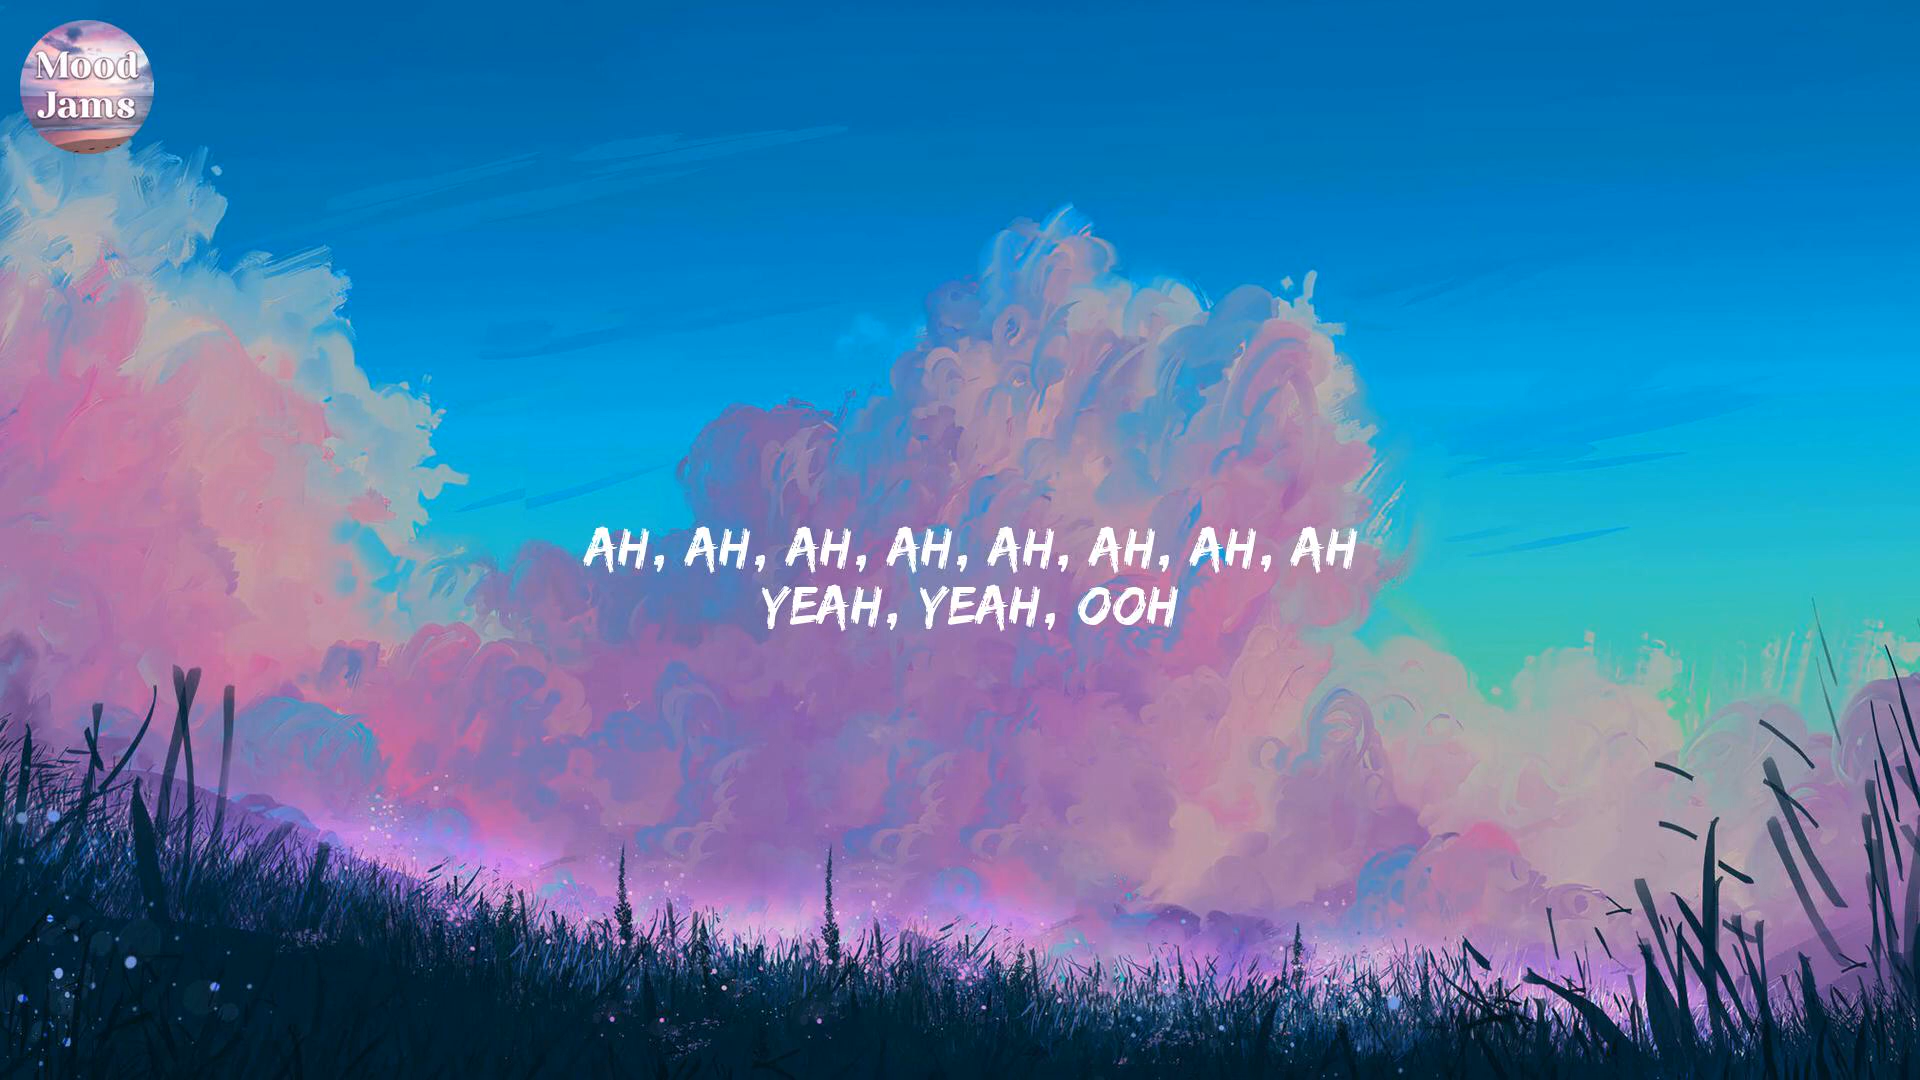 Mood
Jams
AH, AH, AH, AH, AH, AH, AH, AH
YEAH, YEAH, OOH